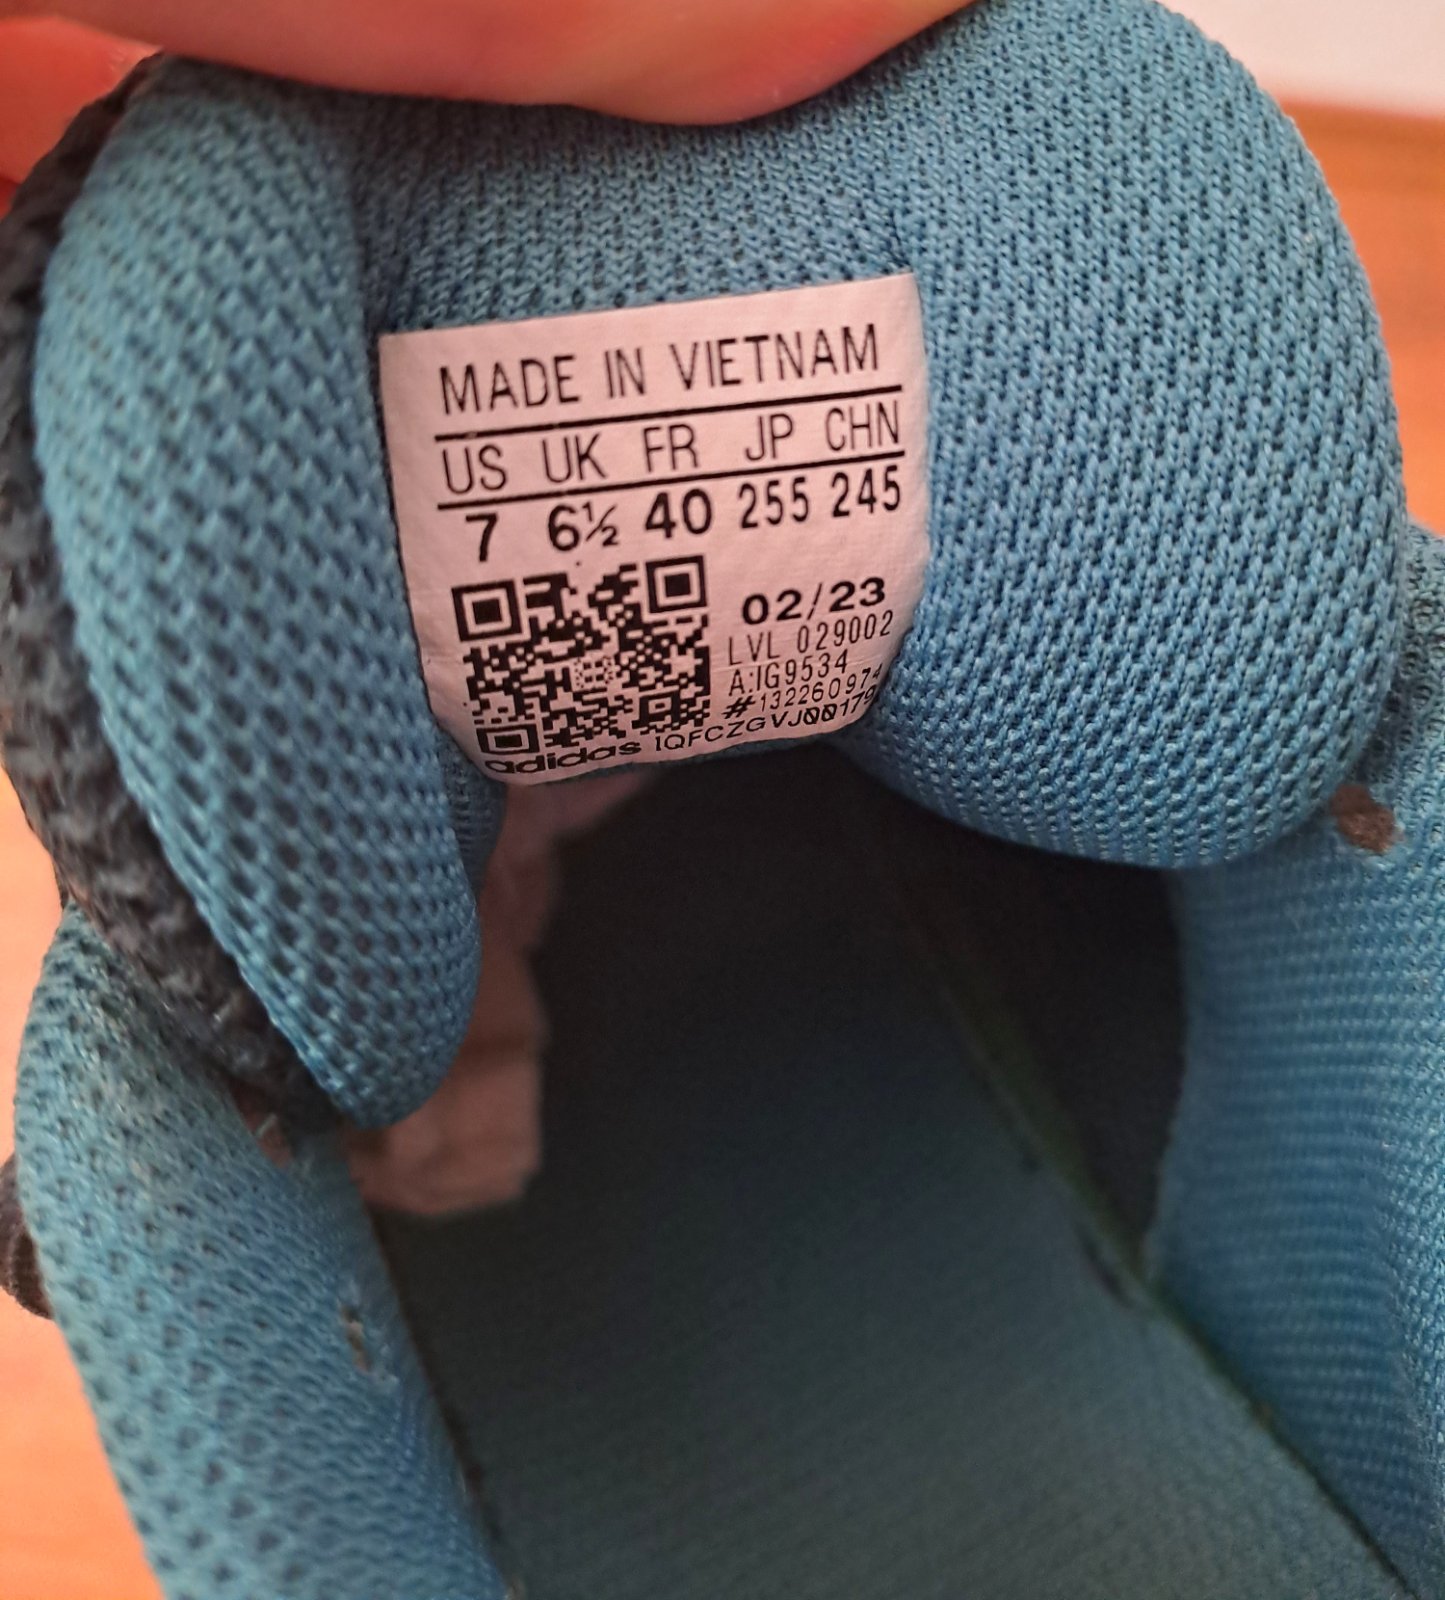 MADE IN VIETNAM
US UK FR JP CHN
7 6½ 40 255 245
02/23
LVL 029002
A:IG9534
#132260974
adidas 1QFCZGVJ00179